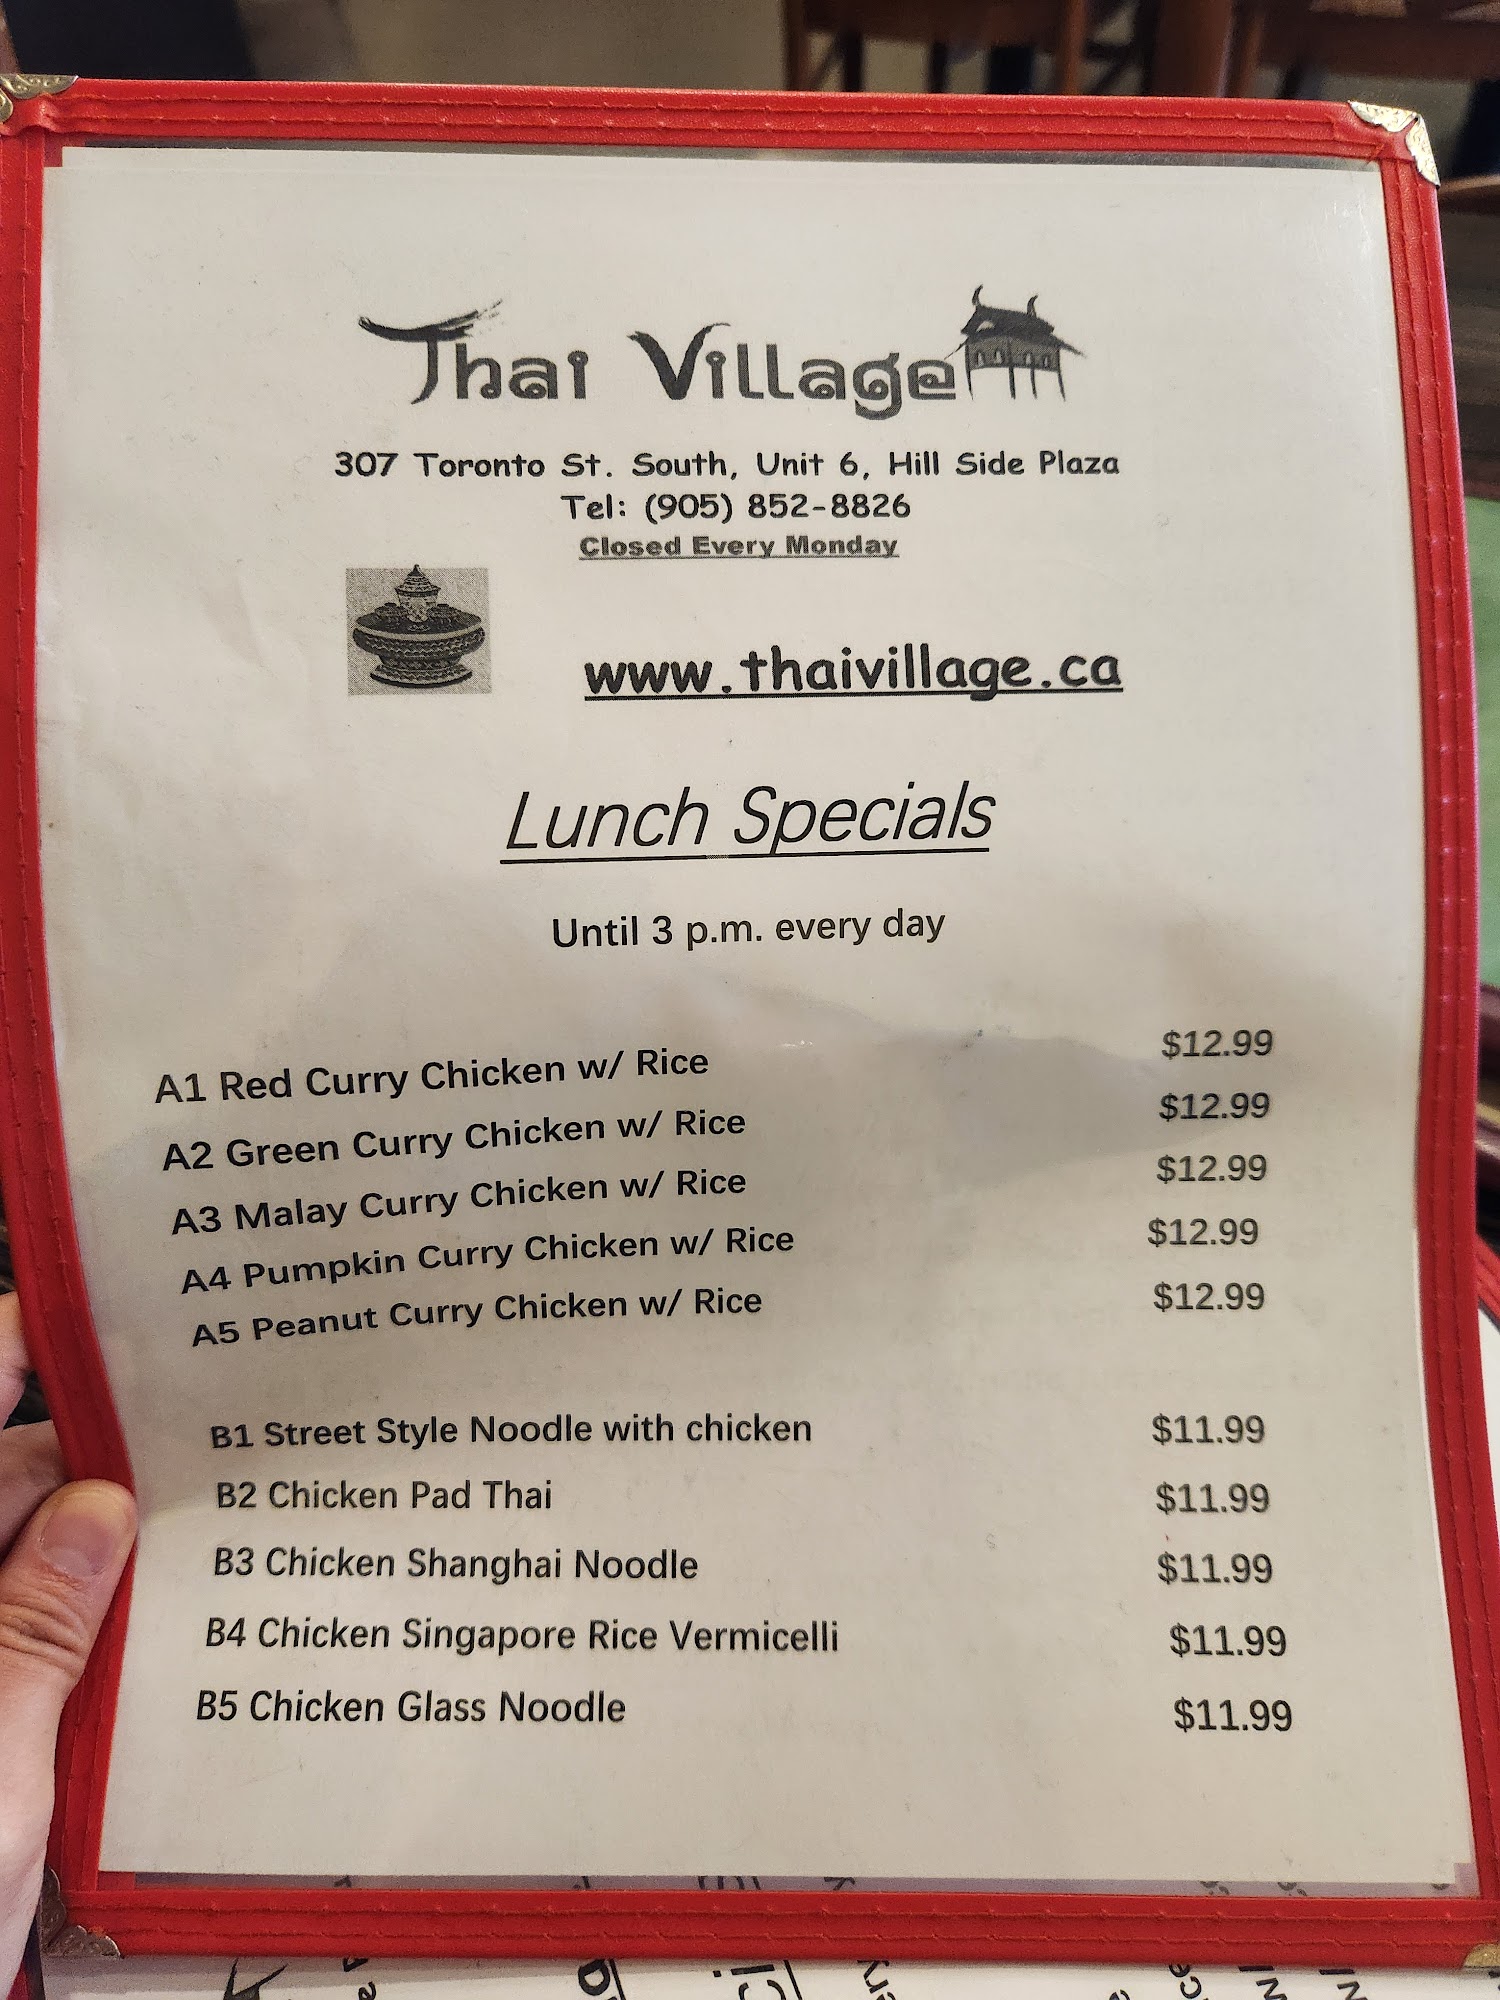 Thai Village
307 Toronto St. South, Unit 6, Hill Side Plaza
Tel: (905) 852-8826
Closed Every Monday
www.thaivillage.ca
Lunch Specials
Until 3 p.m. every day
A1 Red Curry Chicken w/ Rice $12.99
A2 Green Curry Chicken w/ Rice $12.99
A3 Malay Curry Chicken w/ Rice $12.99
A4 Pumpkin Curry Chicken w/ Rice $12.99
A5 Peanut Curry Chicken w/ Rice $12.99
B1 Street Style Noodle with chicken $11.99
B2 Chicken Pad Thai $11.99
B3 Chicken Shanghai Noodle $11.99
B4 Chicken Singapore Rice Vermicelli $11.99
B5 Chicken Glass Noodle $11.99